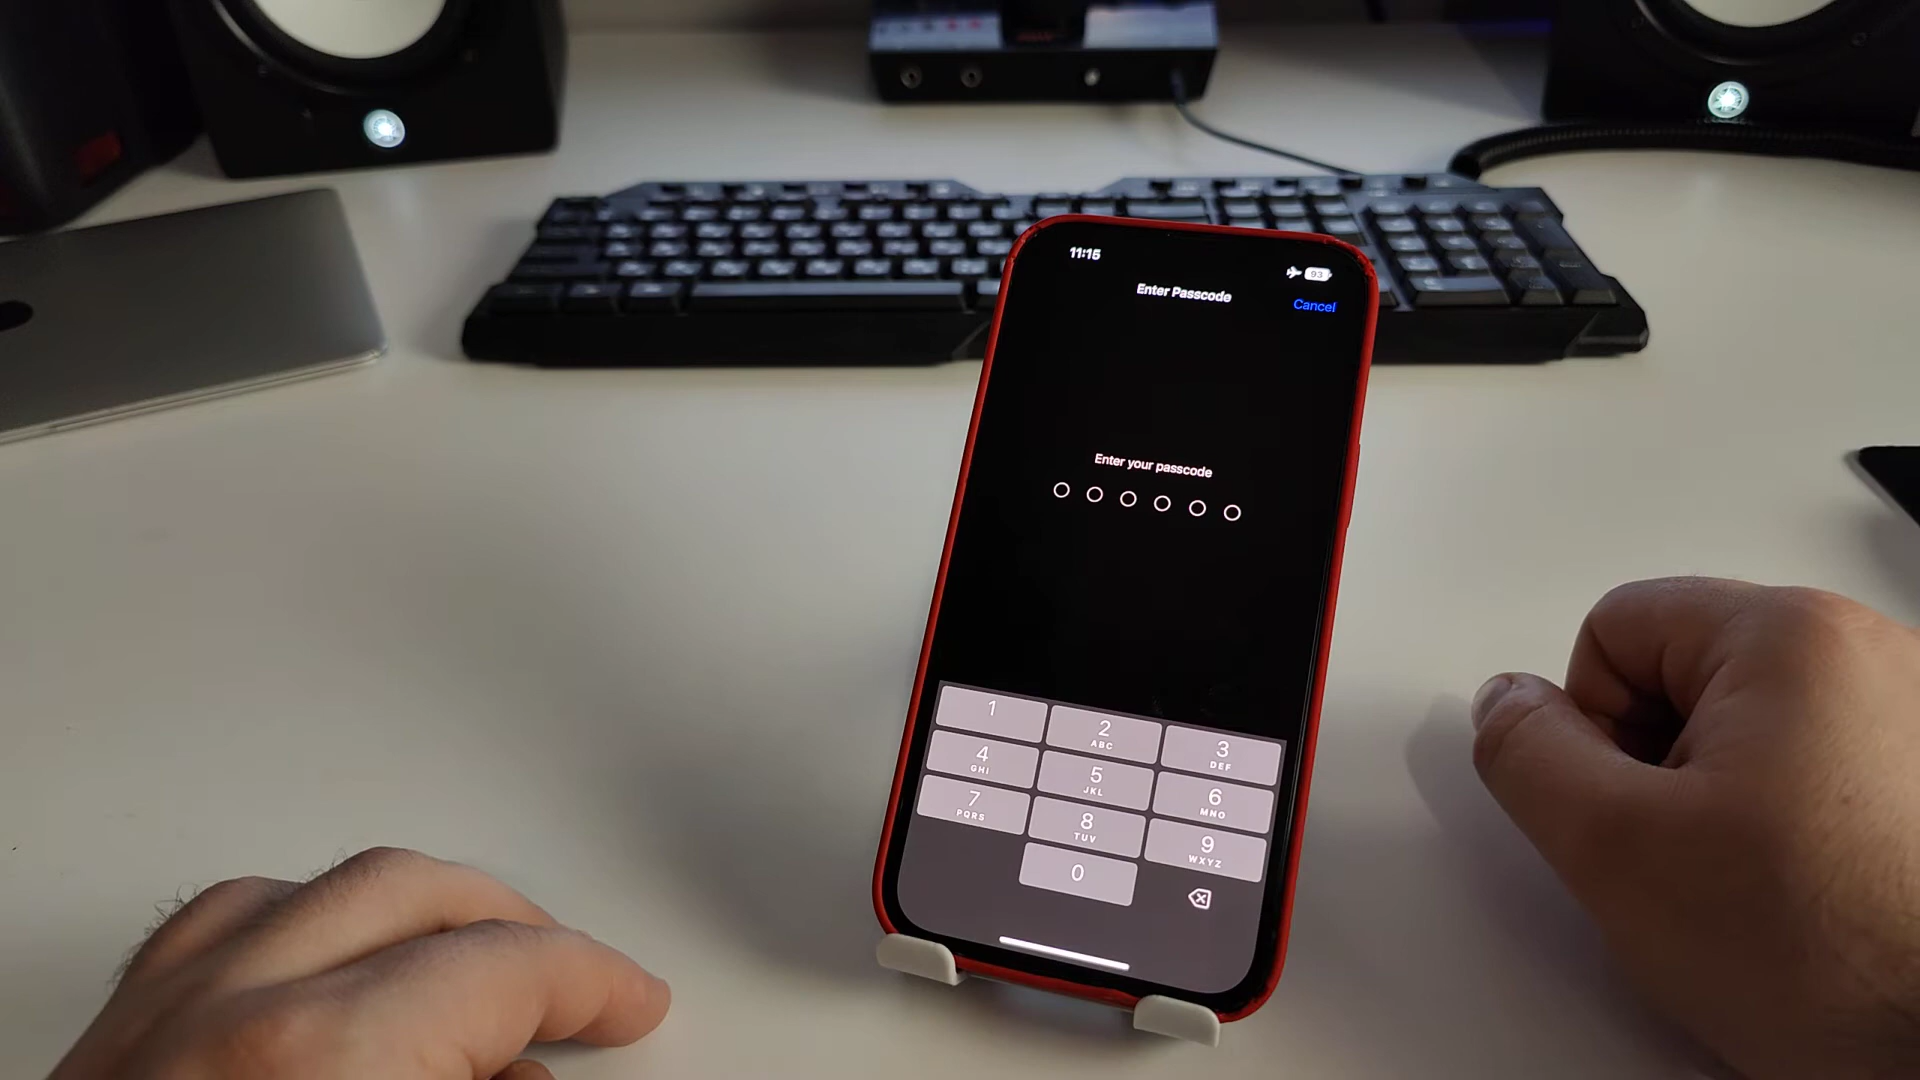 11:15
93
Enter Passcode
Cancel
Enter your passcode
1
2
ABC
3
DEF
4
GHI
5
JKL
6
MNO
7
PQRS
8
TUV
9
WXYZ
0